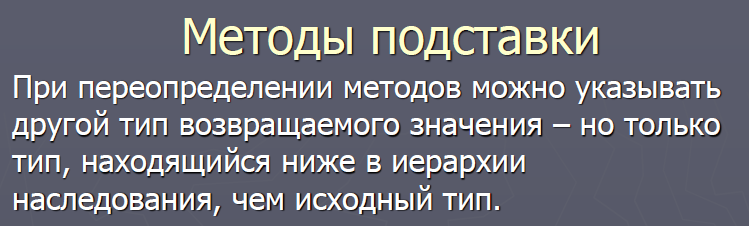 Методы подставки
При переопределении методов можно указывать
другой тип возвращаемого значения – но только
тип, находящийся ниже в иерархии
наследования, чем исходный тип.